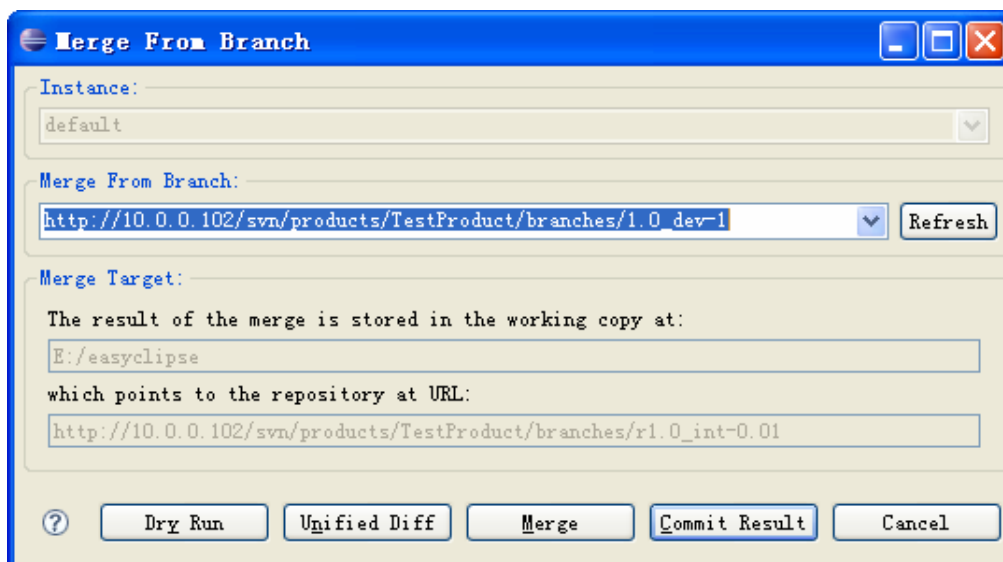 Merge From Branch
Instance:
default
Merge From Branch:
http://10.0.0.102/svn/products/TestProduct/branches/1.0_dev-1
Refresh
Merge Target:
The result of the merge is stored in the working copy at:
E:/easyclipse
which points to the repository at URL:
http://10.0.0.102/svn/products/TestProduct/branches/r1.0_int-0.01
? Dry Run Unified Diff Merge Commit Result Cancel